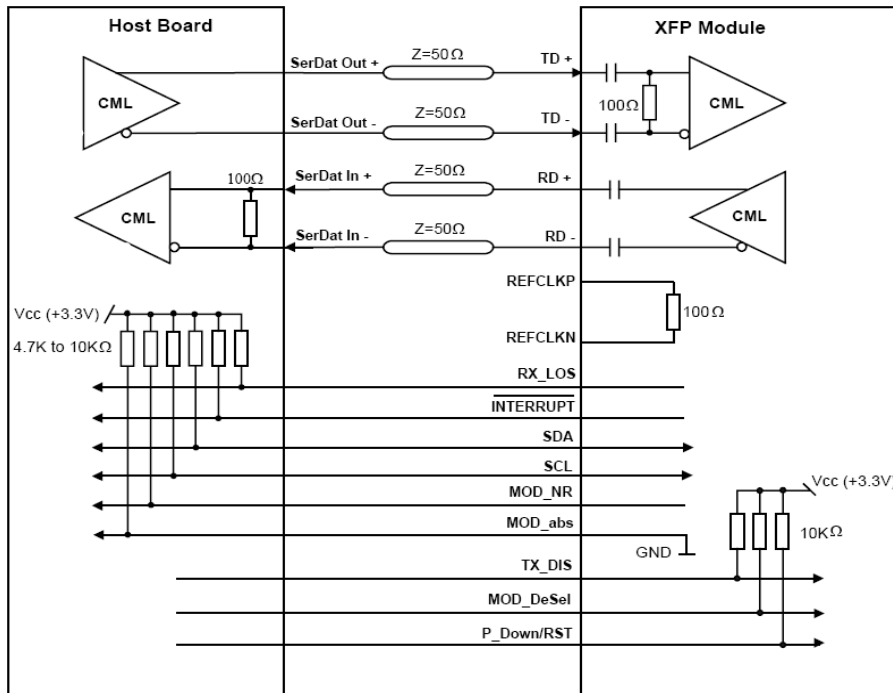 Host Board
XFP Module
SerDat Out +
Z=50Ω
TD +
CML
100Ω
CML
SerDat Out -
Z=50Ω
TD -
100Ω
SerDat In +
Z=50Ω
RD +
CML
CML
SerDat In -
Z=50Ω
RD -
REFCLKP
Vcc (+3.3V)
100Ω
4.7K to 10KΩ
REFCLKN
RX_LOS
INTERRUPT
SDA
SCL
Vcc (+3.3V)
MOD_NR
MOD_abs
10KΩ
GND
TX_DIS
MOD_DeSel
P_Down/RST